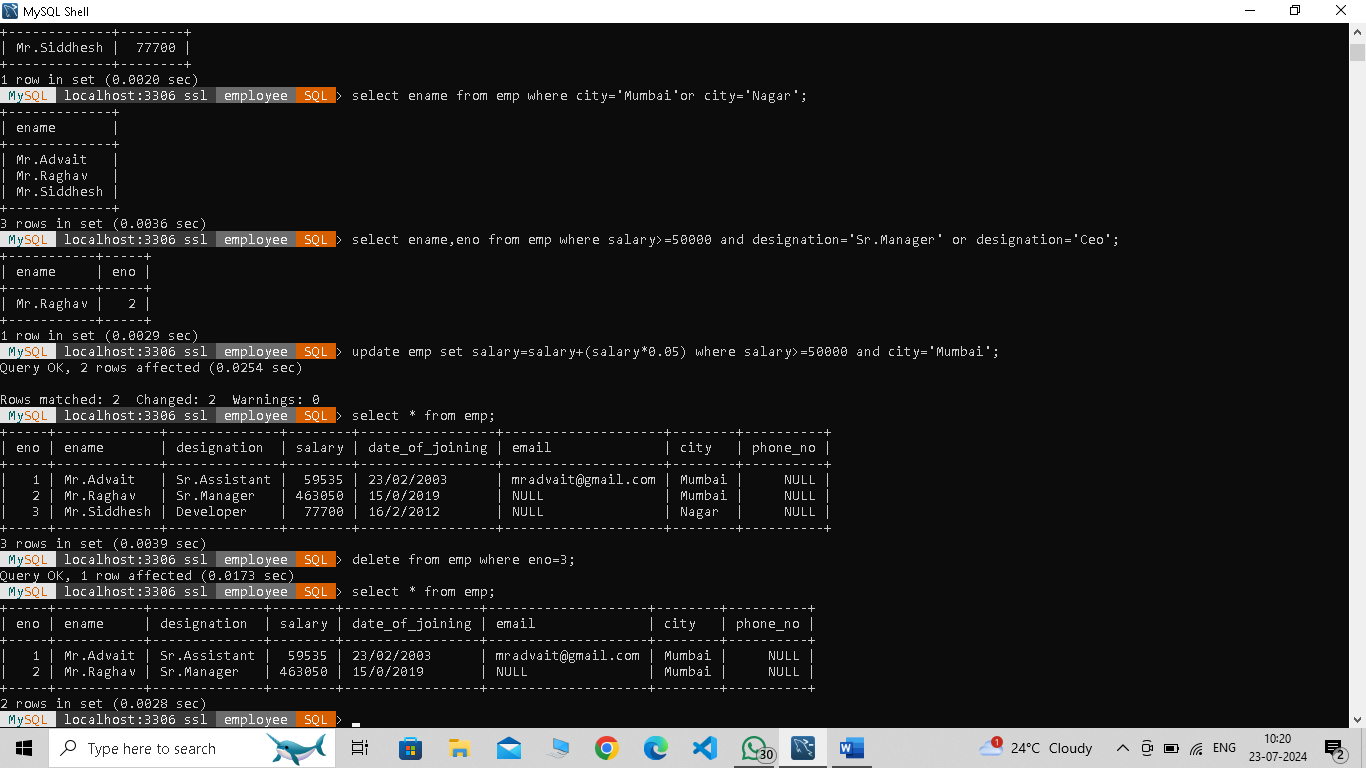 MySQL Shell
+-------------+--------+
| Mr.Siddhesh |  77700 |
+-------------+--------+
1 row in set (0.0020 sec)
MySQL localhost:3306 ssl employee SQL > select ename from emp where city='Mumbai'or city='Nagar';
+-------------+
| ename       |
+-------------+
| Mr.Advait   |
| Mr.Raghav   |
| Mr.Siddhesh |
+-------------+
3 rows in set (0.0036 sec)
MySQL localhost:3306 ssl employee SQL > select ename,eno from emp where salary>=50000 and designation='Sr.Manager' or designation='Ceo';
+-----------+-----+
| ename     | eno |
+-----------+-----+
| Mr.Raghav |   2 |
+-----------+-----+
1 row in set (0.0029 sec)
MySQL localhost:3306 ssl employee SQL > update emp set salary=salary+(salary*0.05) where salary>=50000 and city='Mumbai';
Query OK, 2 rows affected (0.0254 sec)
Rows matched: 2  Changed: 2  Warnings: 0
MySQL localhost:3306 ssl employee SQL > select * from emp;
+-----+-------------+--------------+--------+-----------------+--------------------+--------+----------+
| eno | ename       | designation  | salary | date_of_joining | email              | city   | phone_no |
+-----+-------------+--------------+--------+-----------------+--------------------+--------+----------+
|   1 | Mr.Advait   | Sr.Assistant |  59535 | 23/02/2003      | mradvait@gmail.com | Mumbai |     NULL |
|   2 | Mr.Raghav   | Sr.Manager   | 463050 | 15/0/2019       | NULL               | Mumbai |     NULL |
|   3 | Mr.Siddhesh | Developer    |  77700 | 16/2/2012       | NULL               | Nagar  |     NULL |
+-----+-------------+--------------+--------+-----------------+--------------------+--------+----------+
3 rows in set (0.0039 sec)
MySQL localhost:3306 ssl employee SQL > delete from emp where eno=3;
Query OK, 1 row affected (0.0173 sec)
MySQL localhost:3306 ssl employee SQL > select * from emp;
+-----+-----------+--------------+--------+-----------------+--------------------+--------+----------+
| eno | ename     | designation  | salary | date_of_joining | email              | city   | phone_no |
+-----+-----------+--------------+--------+-----------------+--------------------+--------+----------+
|   1 | Mr.Advait | Sr.Assistant |  59535 | 23/02/2003      | mradvait@gmail.com | Mumbai |     NULL |
|   2 | Mr.Raghav | Sr.Manager   | 463050 | 15/0/2019       | NULL               | Mumbai |     NULL |
+-----+-----------+--------------+--------+-----------------+--------------------+--------+----------+
2 rows in set (0.0028 sec)
MySQL localhost:3306 ssl employee SQL >
Type here to search 30 1 24°C Cloudy ENG 10:20 2
23-07-2024